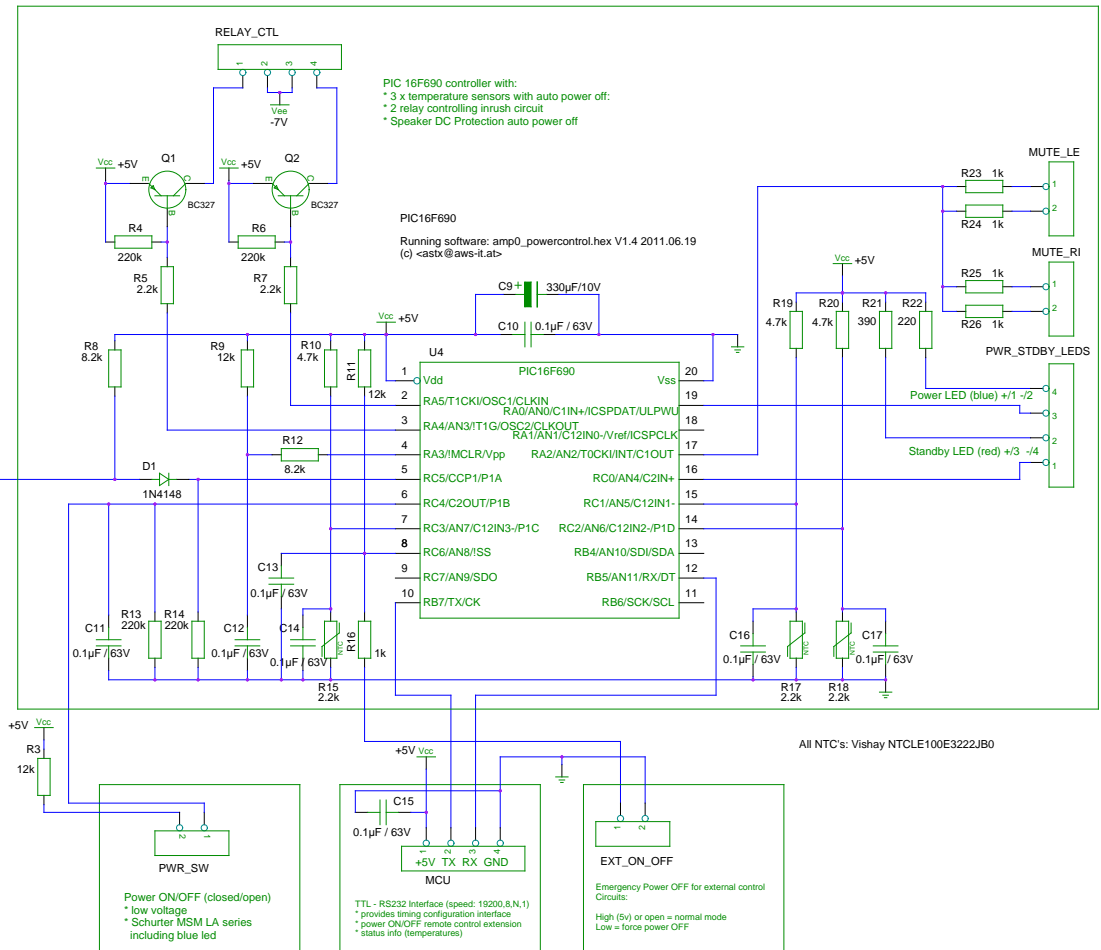 RELAY_CTL
1 2 3 4
Vee
-7V
PIC 16F690 controller with:
* 3 x temperature sensors with auto power off:
* 2 relay controlling inrush circuit
* Speaker DC Protection auto power off
Vcc +5V
Q1
E C
B
BC327
Vcc +5V
Q2
E C
B
BC327
R4
220k
R6
220k
R5
2.2k
R7
2.2k
PIC16F690
Running software: amp0_powercontrol.hex V1.4 2011.06.19
(c) <astx@aws-it.at>
MUTE_LE
R23 1k
1
R24 1k
2
MUTE_RI
R25 1k
1
R26 1k
2
C9 + 330µF/10V
C10 0.1µF / 63V
Vcc +5V
Vcc +5V
R8
8.2k
R9
12k
R10
4.7k
R11
12k
R19
4.7k
R20
4.7k
R21
390
R22
220
U4
PIC16F690
1 Vdd
Vss 20
2 RA5/T1CKI/OSC1/CLKIN
RA0/AN0/C1IN+/ICSPDAT/ULPWU 19
3 RA4/AN3/!T1G/OSC2/CLKOUT
RA1/AN1/C12IN0-/Vref/ICSPCLK 18
4 RA3/!MCLR/Vpp
RA2/AN2/T0CKI/INT/C1OUT 17
5 RC5/CCP1/P1A
RC0/AN4/C2IN+ 16
6 RC4/C2OUT/P1B
RC1/AN5/C12IN1- 15
7 RC3/AN7/C12IN3-/P1C
RC2/AN6/C12IN2-/P1D 14
8 RC6/AN8/!SS
RB4/AN10/SDI/SDA 13
9 RC7/AN9/SDO
RB5/AN11/RX/DT 12
10 RB7/TX/CK
RB6/SCK/SCL 11
PWR_STDBY_LEDS
4
Power LED (blue) +/1 -/2
3
2
Standby LED (red) +/3 -/4
1
R12
8.2k
D1
1N4148
C13
0.1µF / 63V
C11
0.1µF / 63V
R13
220k
R14
220k
C12
0.1µF / 63V
C14
0.1µF / 63V
NTC
R15
2.2k
R16
1k
C16
0.1µF / 63V
NTC
R17
2.2k
NTC
R18
2.2k
C17
0.1µF / 63V
All NTC's: Vishay NTCLE100E3222JB0
+5V Vcc
R3
12k
2 1
PWR_SW
Power ON/OFF (closed/open)
* low voltage
* Schurter MSM LA series
including blue led
+5V Vcc
C15
0.1µF / 63V
1 2 3 4
+5V TX RX GND
MCU
TTL - RS232 Interface (speed: 19200,8,N,1)
* provides timing configuration interface
* power ON/OFF remote control extension
* status info (temperatures)
1 2
EXT_ON_OFF
Emergency Power OFF for external control
Circuits:
High (5v) or open = normal mode
Low = force power OFF